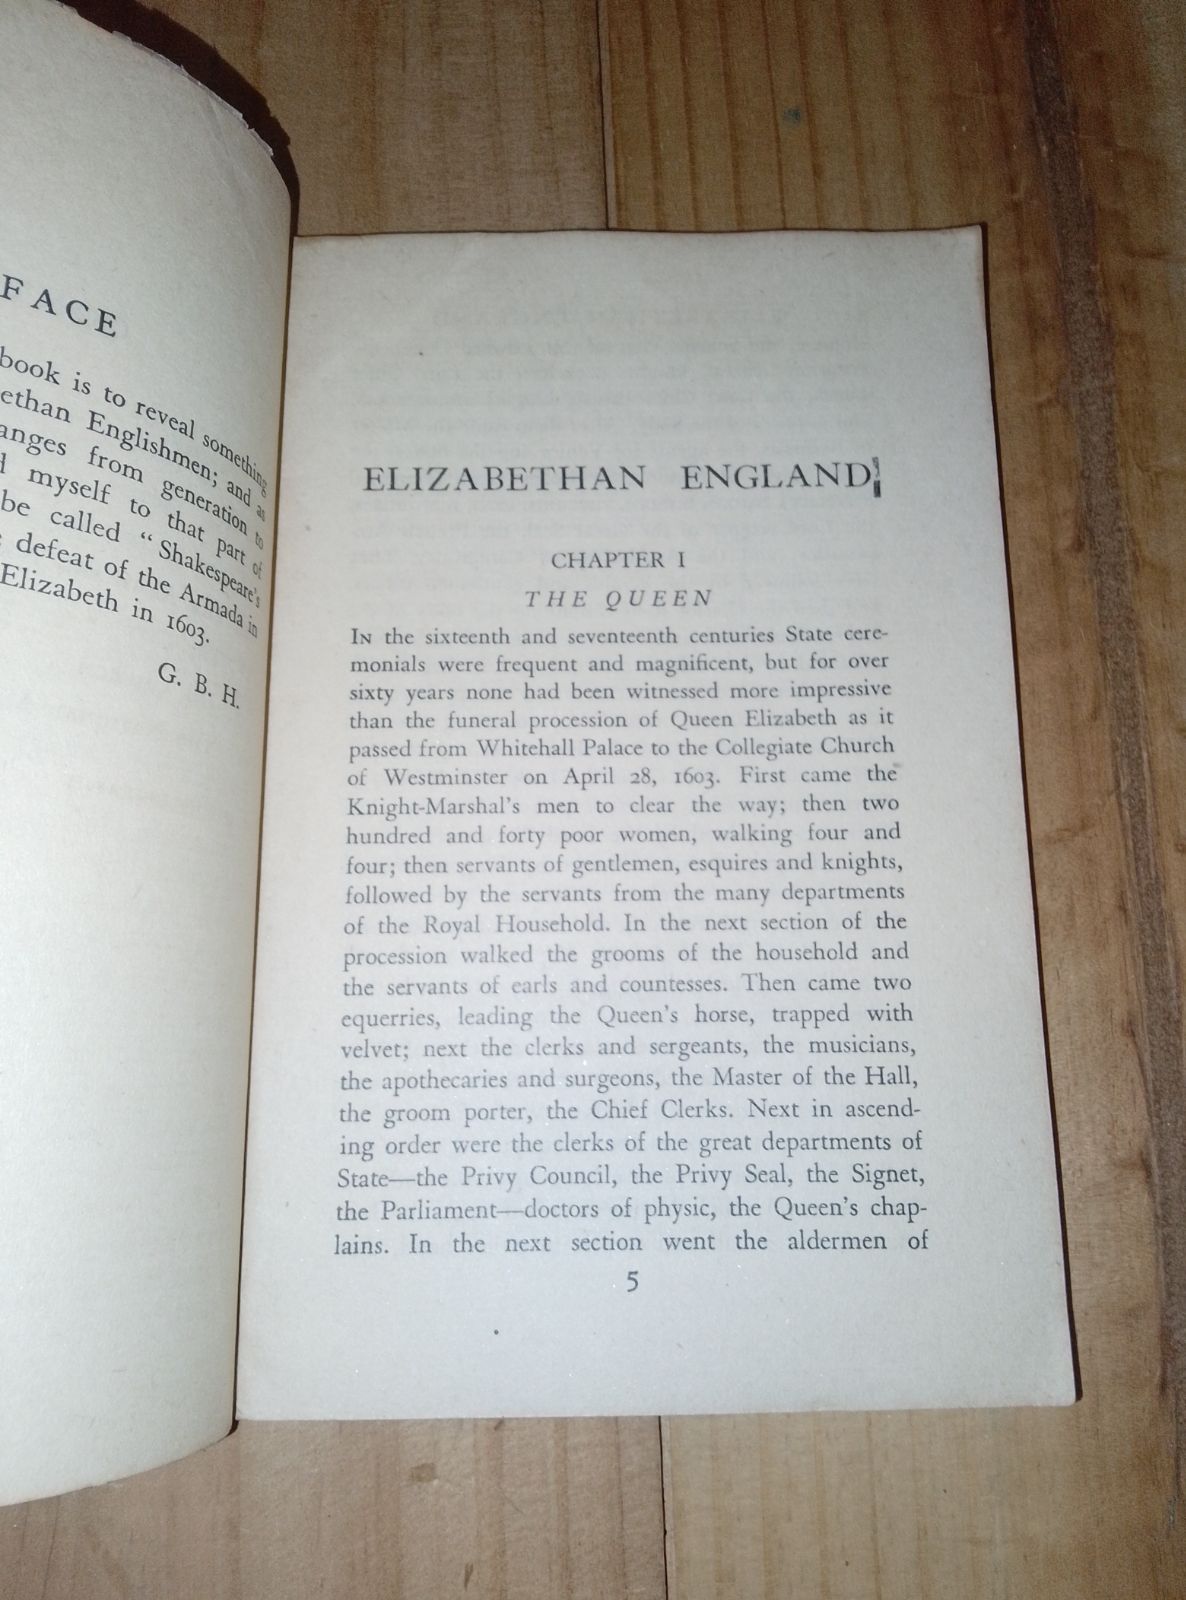 FACE
book is to reveal something
ethan Englishmen; and as
anges from generation to
myself to that part of
be called "Shakespeare's
defeat of the Armada in
Elizabeth in 1603.
G. B. H.
ELIZABETHAN ENGLAND
CHAPTER I
THE QUEEN
IN the sixteenth and seventeenth centuries State cere-
monials were frequent and magnificent, but for over
sixty years none had been witnessed more impressive
than the funeral procession of Queen Elizabeth as it
passed from Whitehall Palace to the Collegiate Church
of Westminster on April 28, 1603. First came the
Knight-Marshal's men to clear the way; then two
hundred and forty poor women, walking four and
four; then servants of gentlemen, esquires and knights,
followed by the servants from the many departments
of the Royal Household. In the next section of the
procession walked the grooms of the household and
the servants of earls and countesses. Then came two
equerries, leading the Queen's horse, trapped with
velvet; next the clerks and sergeants, the musicians,
the apothecaries and surgeons, the Master of the Hall,
the groom porter, the Chief Clerks. Next in ascend-
ing order were the clerks of the great departments of
State—the Privy Council, the Privy Seal, the Signet,
the Parliament—doctors of physic, the Queen's chap-
lains. In the next section went the aldermen of
5